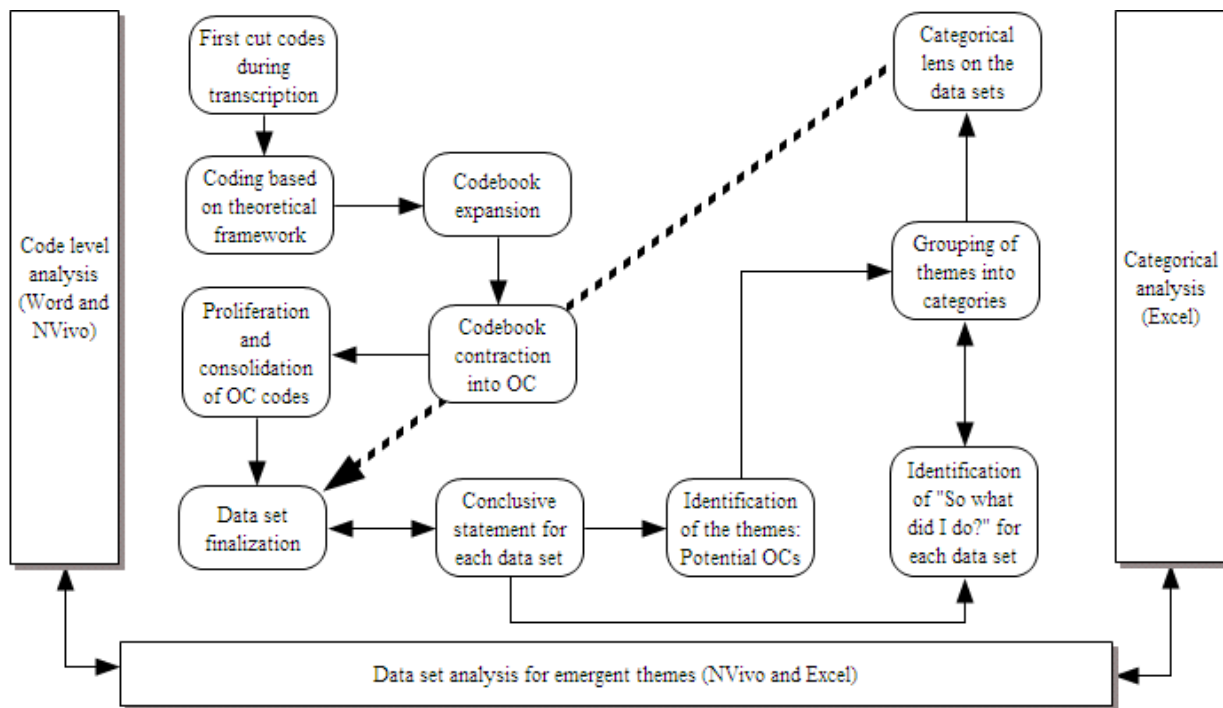 Code level
analysis
(Word and
NVivo)
First cut codes
during
transcription
Coding based
on theoretical
framework
Codebook
expansion
Codebook
contraction
into OC
Proliferation
and
consolidation
of OC codes
Data set
finalization
Conclusive
statement for
each data set
Identification
of the themes:
Potential OCs
Identification
of "So what
did I do?" for
each data set
Grouping of
themes into
categories
Categorical
lens on the
data sets
Categorical
analysis
(Excel)
Data set analysis for emergent themes (NVivo and Excel)